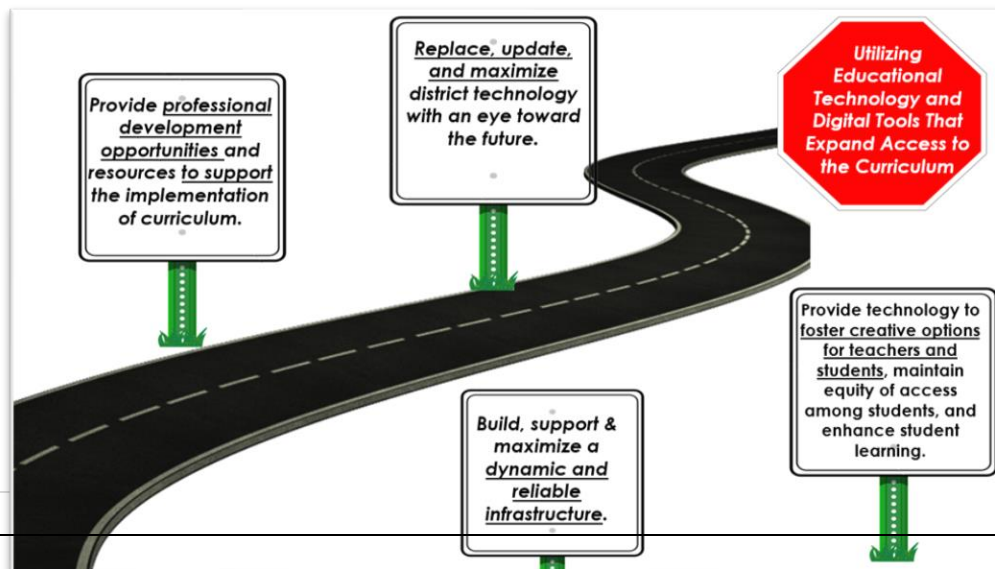 Provide professional
development
opportunities and
resources to support
the implementation
of curriculum.
Replace, update,
and maximize
district technology
with an eye toward
the future.
Utilizing
Educational
Technology and
Digital Tools That
Expand Access to
the Curriculum
Build, support &
maximize a
dynamic and
reliable
infrastructure.
Provide technology to
foster creative options
for teachers and
students, maintain
equity of access
among students, and
enhance student
learning.